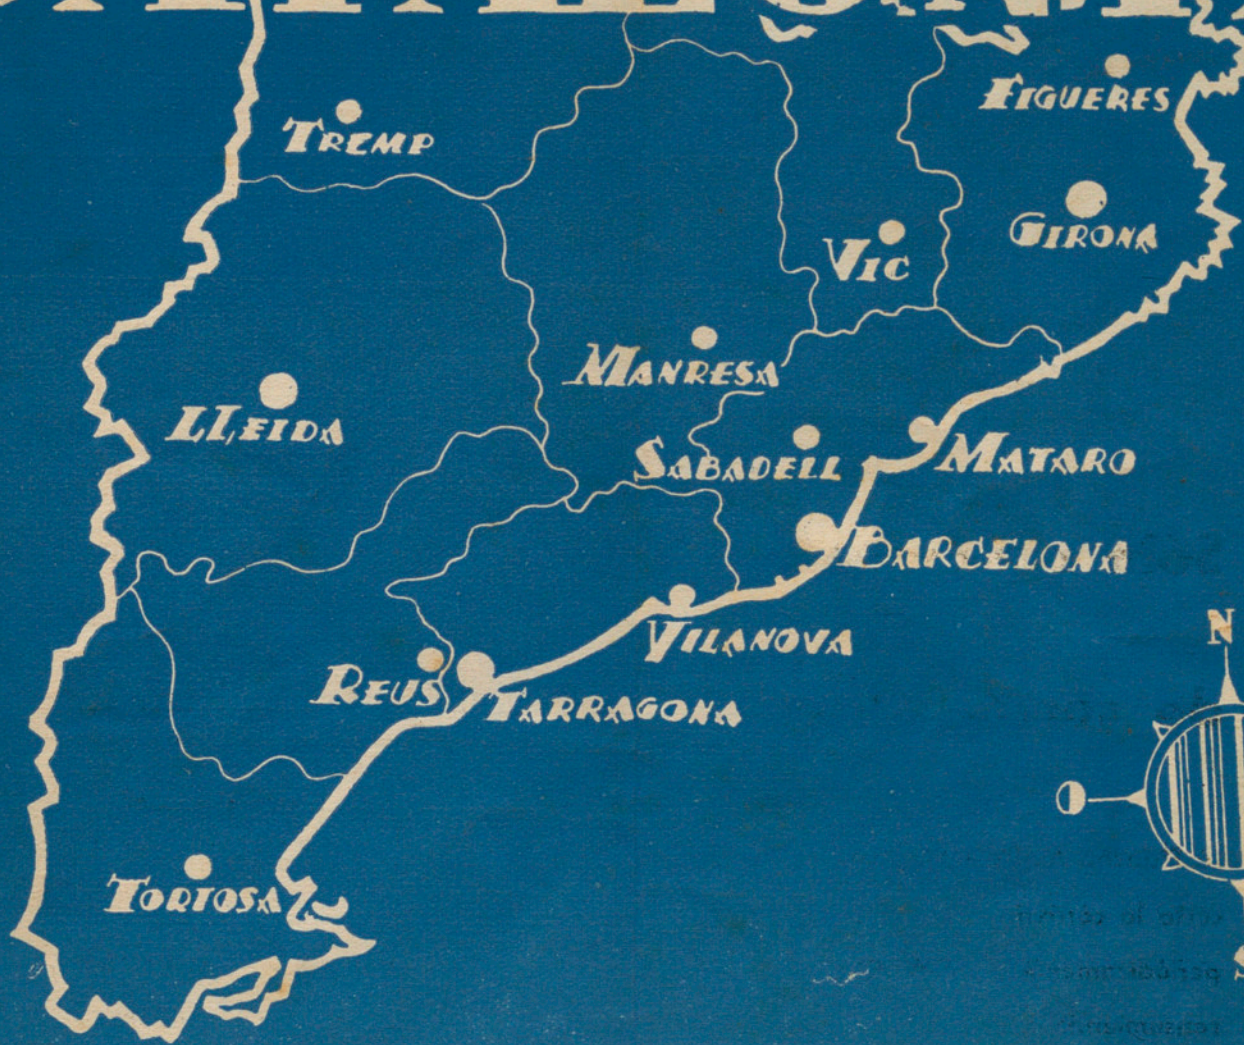 FIGUERES
TREMP
GIRONA
VIC
MANRESA
LLEIDA
SABADELL
MATARO
BARCELONA
N
VILANOVA
REUS
TARRAGONA
TORTOSA